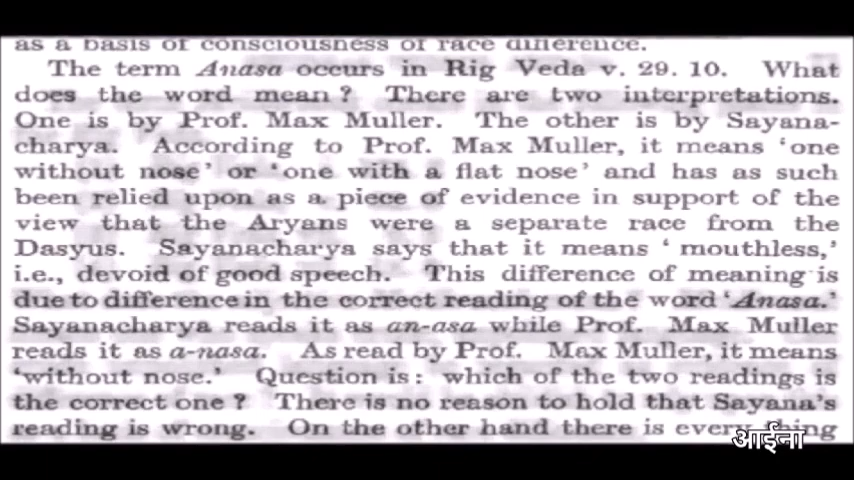 as a basis of consciousness of race difference.
The term Anasa occurs in Rig Veda v. 29. 10. What
does the word mean? There are two interpretations.
One is by Prof. Max Muller. The other is by Sayana-
charya. According to Prof. Max Muller, it means ‘one
without nose’ or ‘one with a flat nose’ and has as such
been relied upon as a piece of evidence in support of the
view that the Aryans were a separate race from the
Dasyus. Sayanacharya says that it means ‘ mouthless,’
i.e., devoid of good speech. This difference of meaning is
due to difference in the correct reading of the word ‘Anasa.’
Sayanacharya reads it as an-asa while Prof. Max Muller
reads it as a-nasa. As read by Prof. Max Muller, it means
‘without nose.’ Question is : which of the two readings is
the correct one ? There is no reason to hold that Sayana’s
reading is wrong. On the other hand there is every thing
आईना